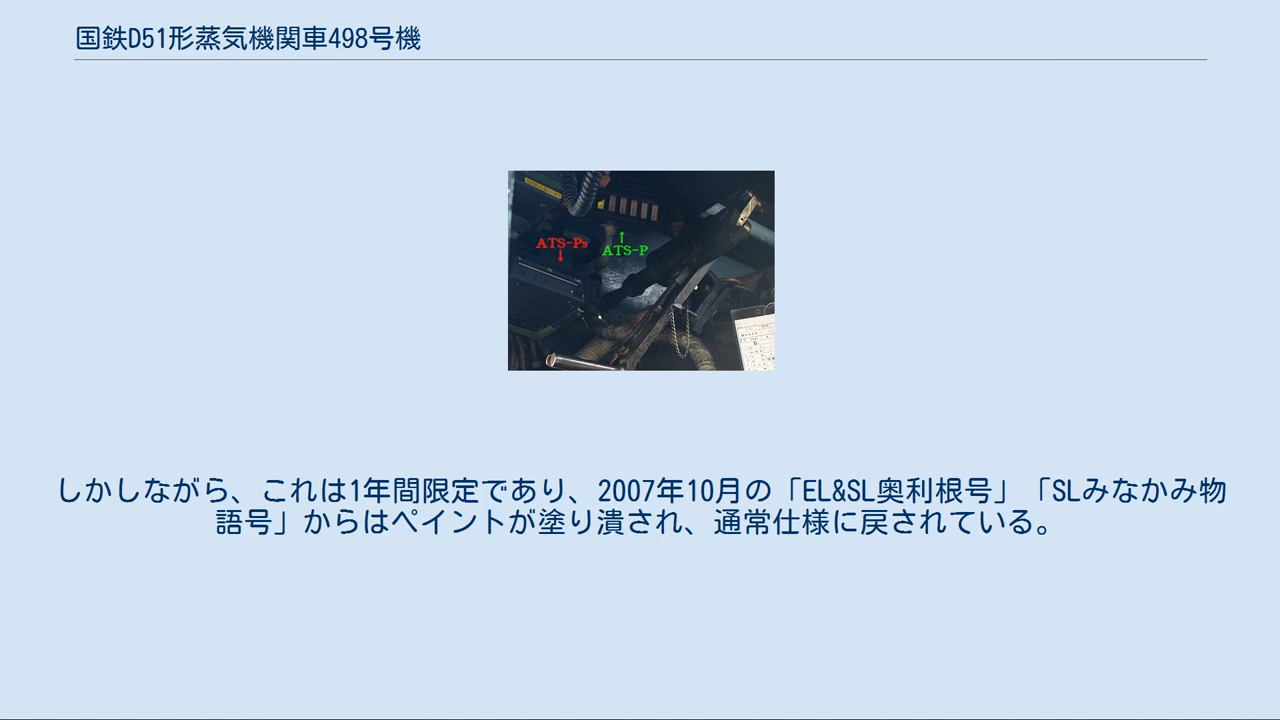 国鉄D51形蒸気機関車498号機
ATS-Ps
↓
↑
ATS-P
しかしながら、これは1年間限定であり、2007年10月の「EL&SL奥利根号」「SLみなかみ物
語号」からはペイントが塗り潰され、通常仕様に戻されている。